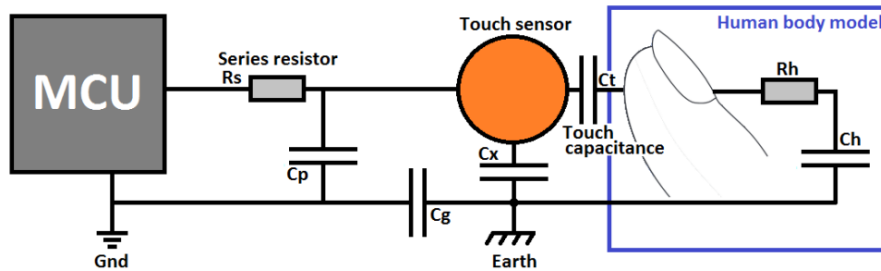 Human body model
Touch sensor
Series resistor
Rs
MCU
Ct
Rh
Touch
capacitance
Cx
Ch
Cp
Cg
Gnd
Earth